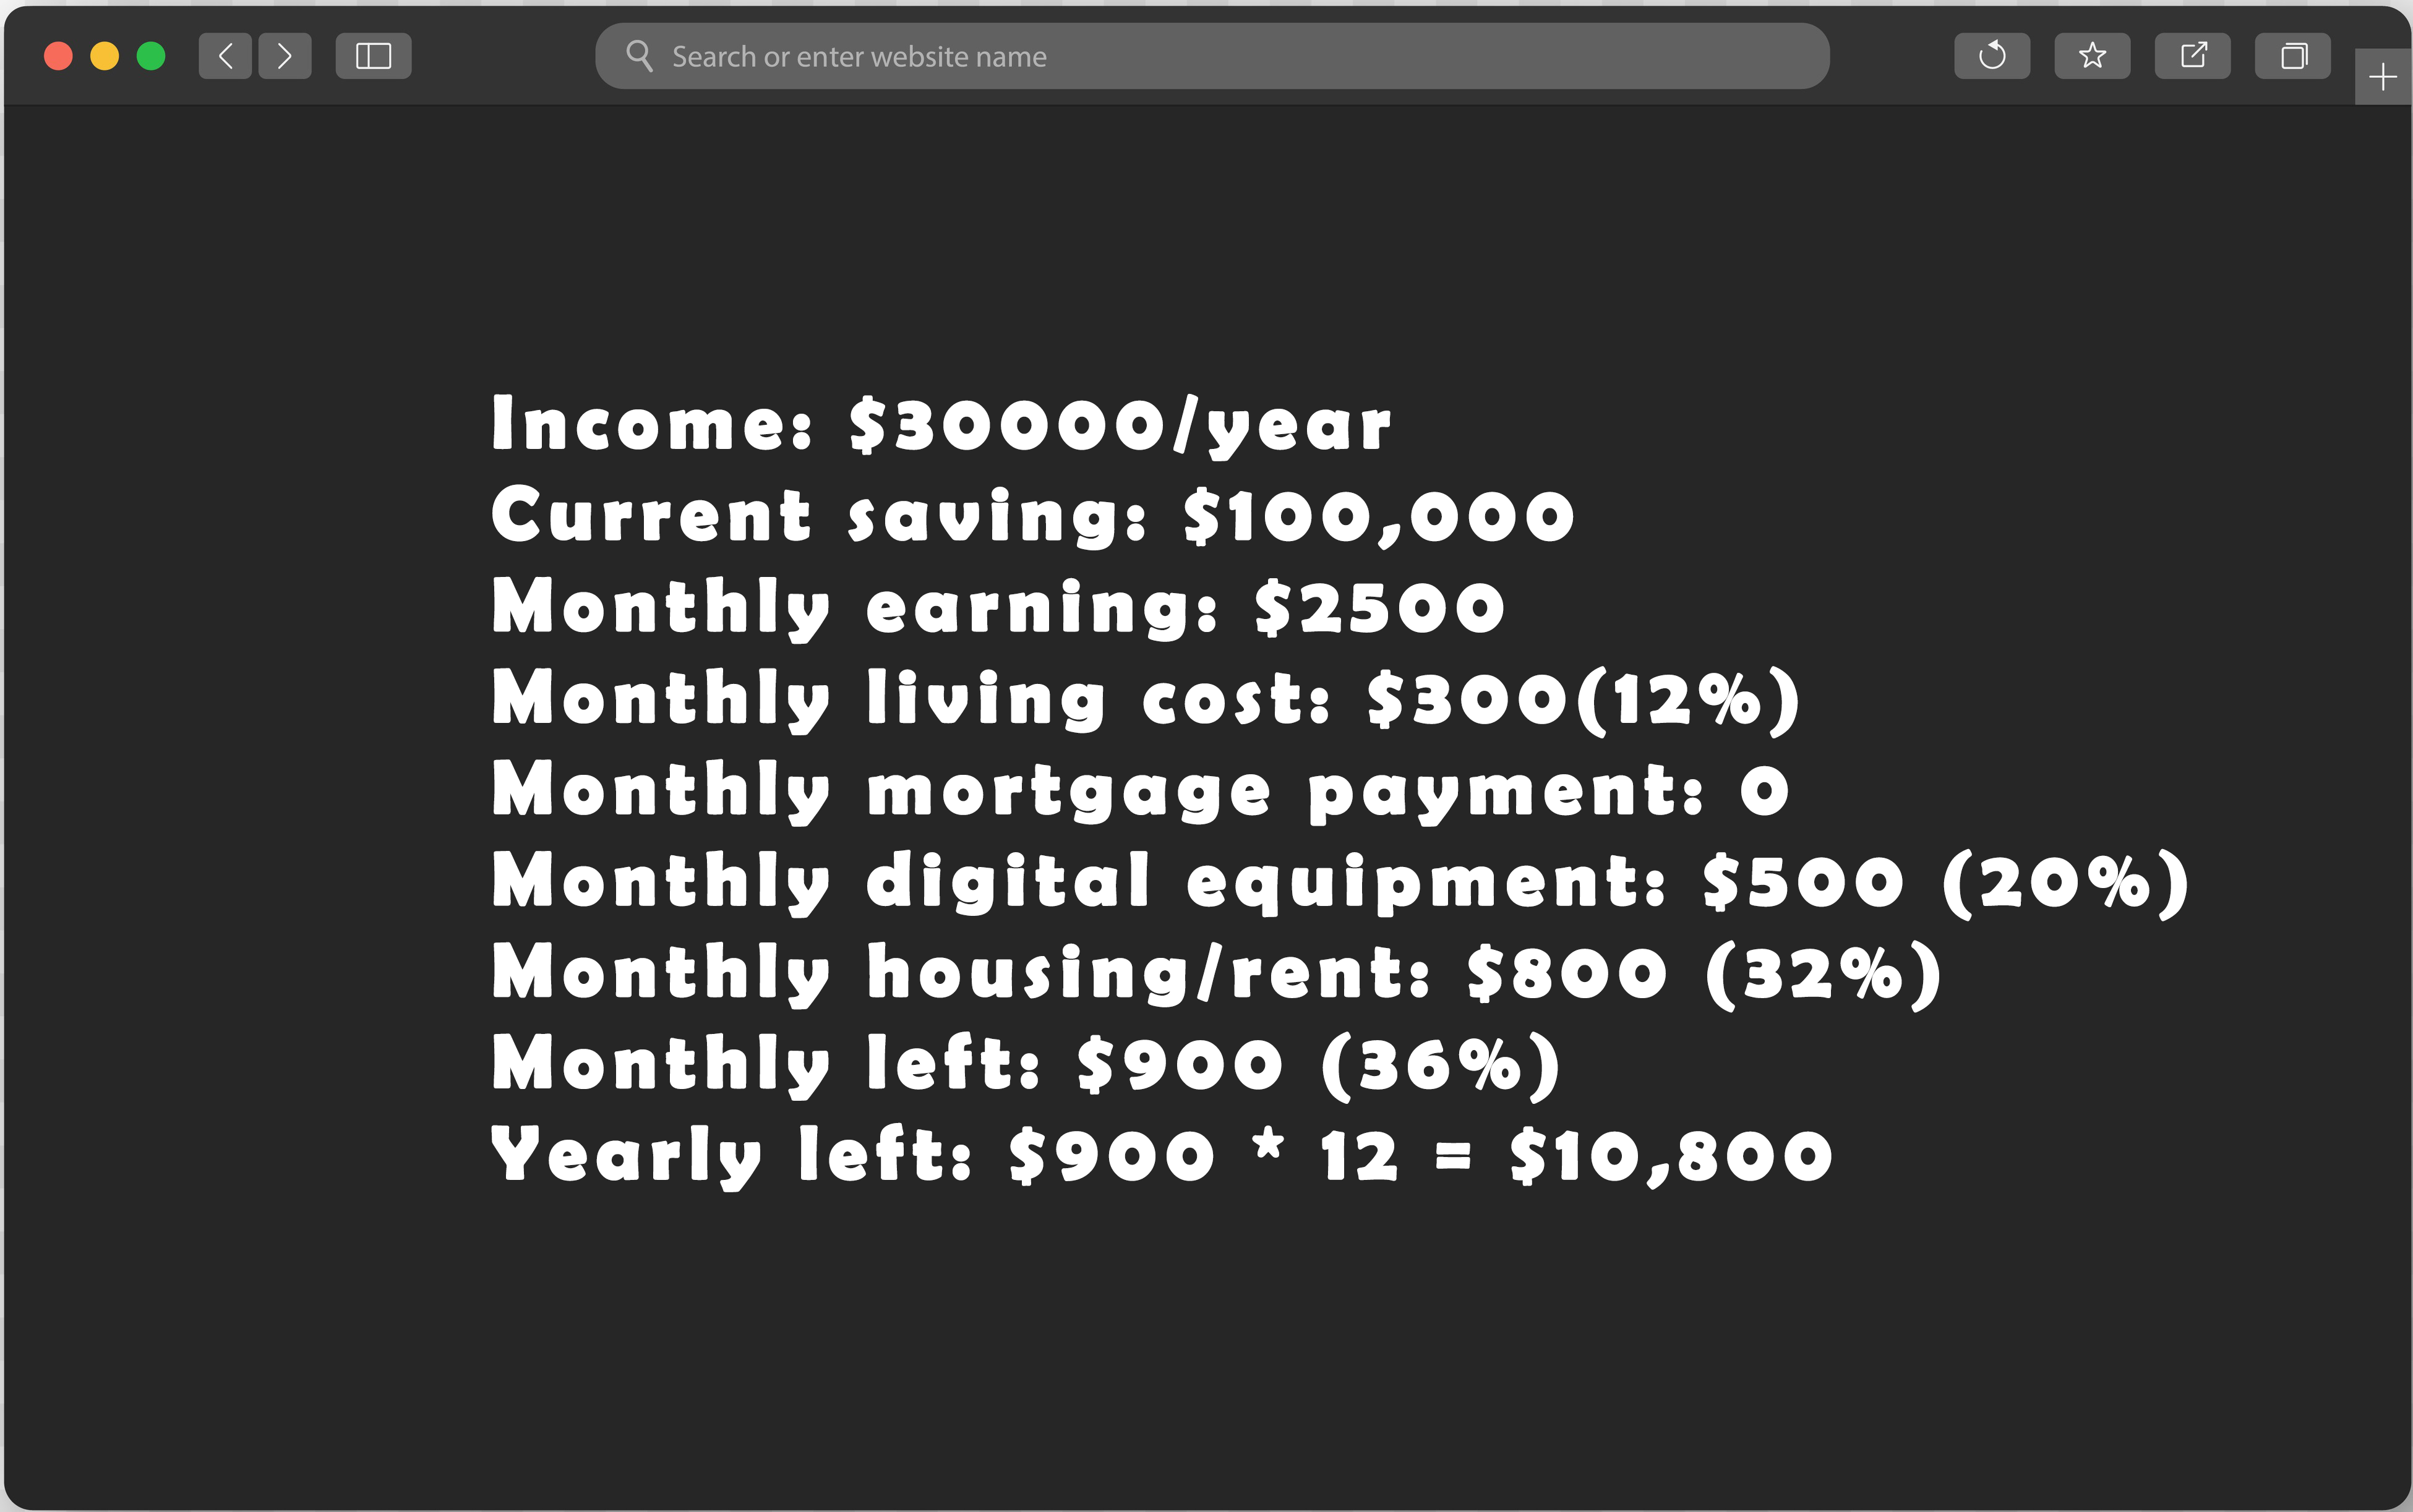 Search or enter website name
Income: $30000/year
Current saving: $100,000
Monthly earning: $2500
Monthly living cost: $300(12%)
Monthly mortgage payment: 0
Monthly digital equipment: $500 (20%)
Monthly housing/rent: $800 (32%)
Monthly left: $900 (36%)
Yearly left: $900 * 12 = $10,800